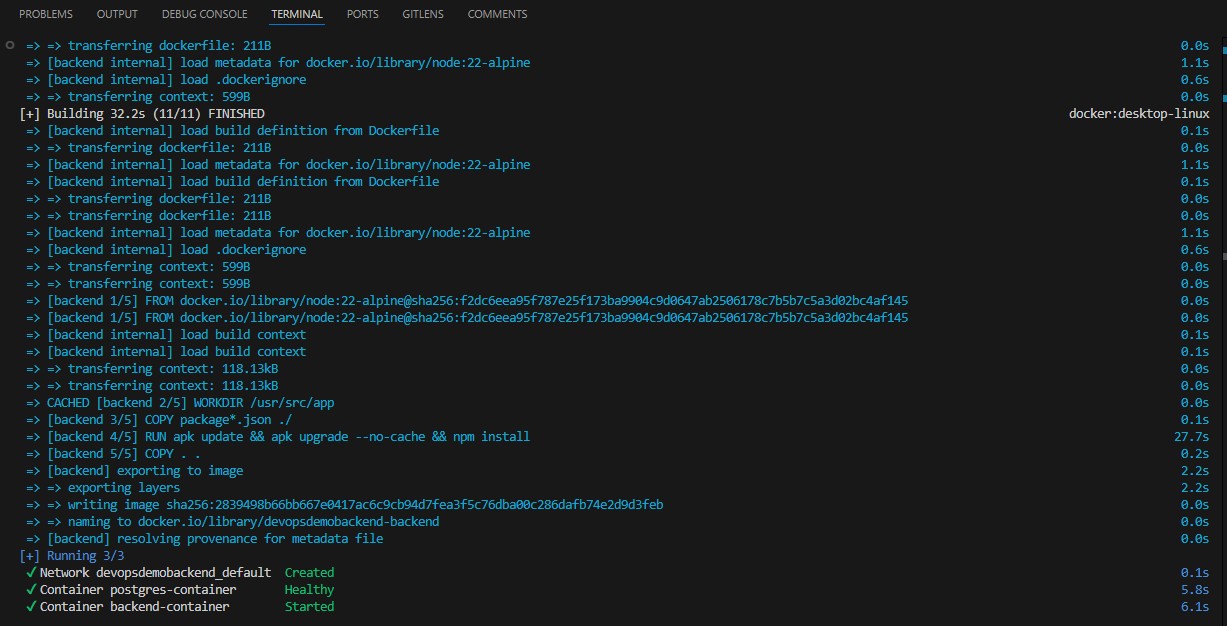 PROBLEMS OUTPUT DEBUG CONSOLE TERMINAL PORTS GITLENS COMMENTS
=> => transferring dockerfile: 211B 0.0s
=> [backend internal] load metadata for docker.io/library/node:22-alpine 1.1s
=> [backend internal] load .dockerignore 0.6s
=> => transferring context: 599B 0.0s
[+] Building 32.2s (11/11) FINISHED docker:desktop-linux
=> [backend internal] load build definition from Dockerfile 0.1s
=> => transferring dockerfile: 211B 0.0s
=> [backend internal] load metadata for docker.io/library/node:22-alpine 1.1s
=> [backend internal] load build definition from Dockerfile 0.1s
=> => transferring dockerfile: 211B 0.0s
=> => transferring dockerfile: 211B 0.0s
=> [backend internal] load metadata for docker.io/library/node:22-alpine 1.1s
=> [backend internal] load .dockerignore 0.6s
=> => transferring context: 599B 0.0s
=> => transferring context: 599B 0.0s
=> [backend 1/5] FROM docker.io/library/node:22-alpine@sha256:f2dc6eea95f787e25f173ba9904c9d0647ab2506178c7b5b7c5a3d02bc4af145 0.0s
=> [backend 1/5] FROM docker.io/library/node:22-alpine@sha256:f2dc6eea95f787e25f173ba9904c9d0647ab2506178c7b5b7c5a3d02bc4af145 0.0s
=> [backend internal] load build context 0.1s
=> [backend internal] load build context 0.1s
=> => transferring context: 118.13kB 0.0s
=> => transferring context: 118.13kB 0.0s
=> CACHED [backend 2/5] WORKDIR /usr/src/app 0.0s
=> [backend 3/5] COPY package*.json ./ 0.1s
=> [backend 4/5] RUN apk update && apk upgrade --no-cache && npm install 27.7s
=> [backend 5/5] COPY . . 0.2s
=> [backend] exporting to image 2.2s
=> => exporting layers 2.2s
=> => writing image sha256:2839498b66bb667e0417ac6c9cb94d7fea3f5c76dba00c286dafb74e2d9d3feb 0.0s
=> => naming to docker.io/library/devopsdemobackend-backend 0.0s
=> [backend] resolving provenance for metadata file 0.0s
[+] Running 3/3
✓ Network devopsdemobackend_default Created 0.1s
✓ Container postgres-container Healthy 5.8s
✓ Container backend-container Started 6.1s